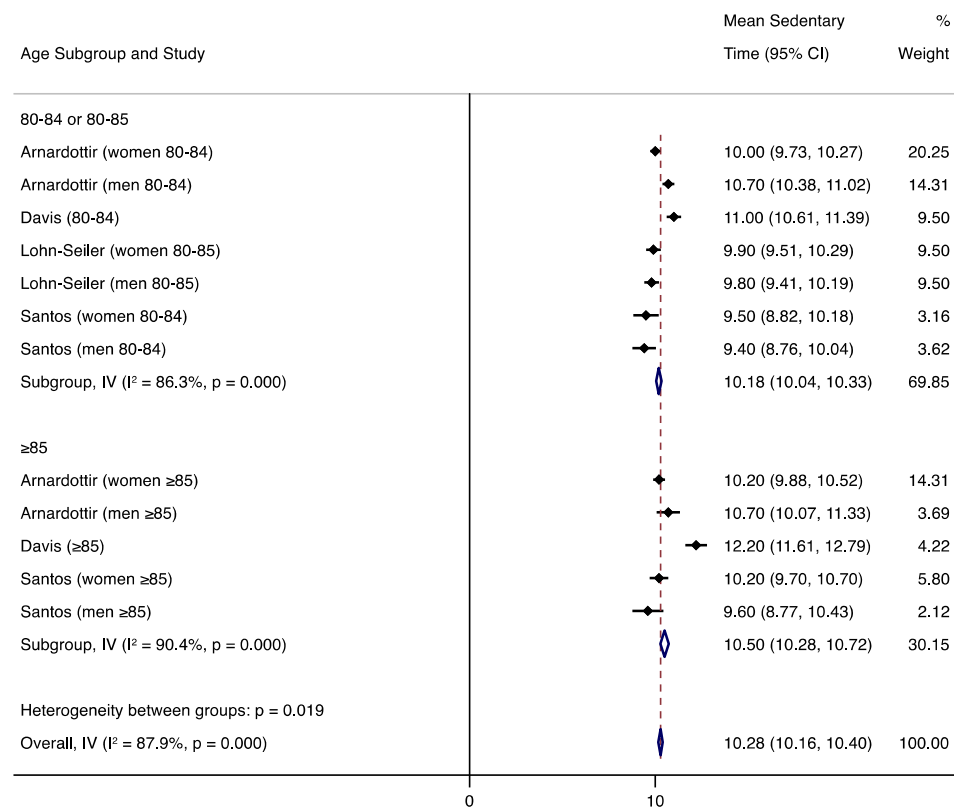 Mean Sedentary %
Age Subgroup and Study Time (95% CI) Weight
80-84 or 80-85
Arnardottir (women 80-84) 10.00 (9.73, 10.27) 20.25
Arnardottir (men 80-84) 10.70 (10.38, 11.02) 14.31
Davis (80-84) 11.00 (10.61, 11.39) 9.50
Lohn-Seiler (women 80-85) 9.90 (9.51, 10.29) 9.50
Lohn-Seiler (men 80-85) 9.80 (9.41, 10.19) 9.50
Santos (women 80-84) 9.50 (8.82, 10.18) 3.16
Santos (men 80-84) 9.40 (8.76, 10.04) 3.62
Subgroup, IV (I² = 86.3%, p = 0.000) 10.18 (10.04, 10.33) 69.85
≥85
Arnardottir (women ≥85) 10.20 (9.88, 10.52) 14.31
Arnardottir (men ≥85) 10.70 (10.07, 11.33) 3.69
Davis (≥85) 12.20 (11.61, 12.79) 4.22
Santos (women ≥85) 10.20 (9.70, 10.70) 5.80
Santos (men ≥85) 9.60 (8.77, 10.43) 2.12
Subgroup, IV (I² = 90.4%, p = 0.000) 10.50 (10.28, 10.72) 30.15
Heterogeneity between groups: p = 0.019
Overall, IV (I² = 87.9%, p = 0.000) 10.28 (10.16, 10.40) 100.00
0 10